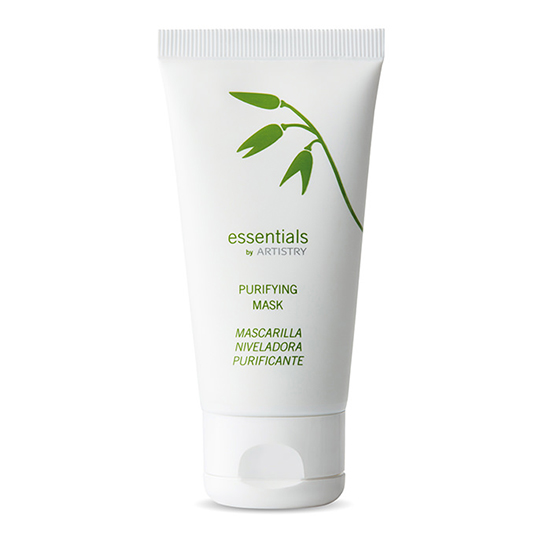 essentials
by ARTISTRY
PURIFYING
MASK
MASCARILLA
NIVELADORA
PURIFICANTE